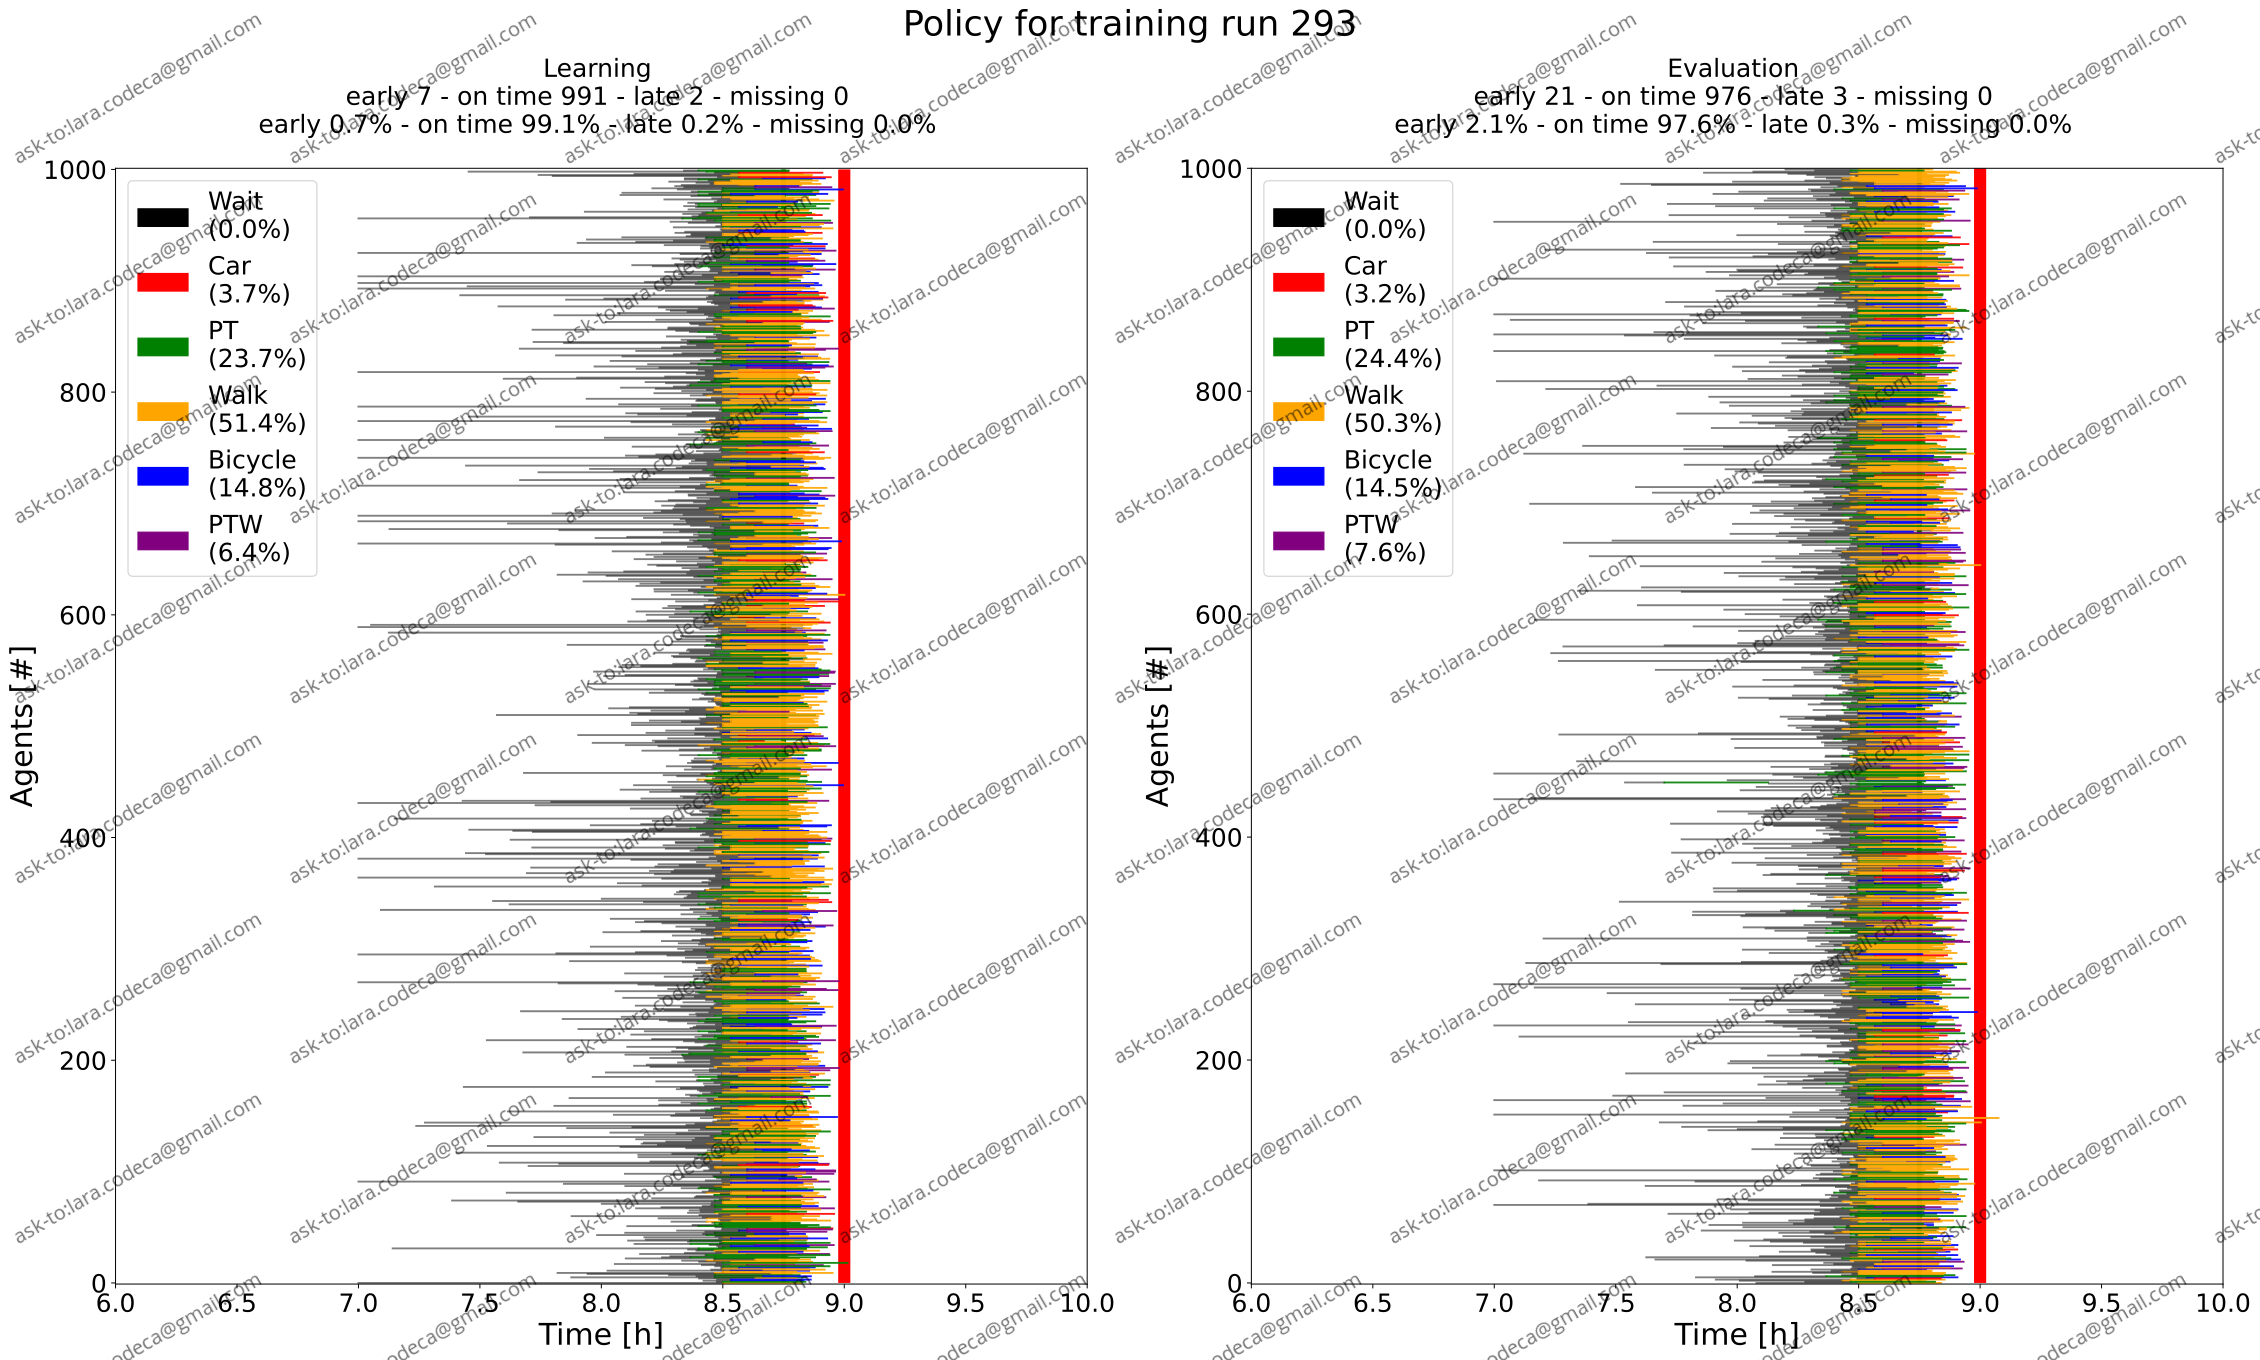 Policy for training run 293
Learning
early 7 - on time 991 - late 2 - missing 0
early 0.7% - on time 99.1% - late 0.2% - missing 0.0%
Wait
(0.0%)
Car
(3.7%)
PT
(23.7%)
Walk
(51.4%)
Bicycle
(14.8%)
PTW
(6.4%)
1000
800
600
400
200
0
Agents [#]
6.0 6.5 7.0 7.5 8.0 8.5 9.0 9.5 10.0
Time [h]
Evaluation
early 21 - on time 976 - late 3 - missing 0
early 2.1% - on time 97.6% - late 0.3% - missing 0.0%
Wait
(0.0%)
Car
(3.2%)
PT
(24.4%)
Walk
(50.3%)
Bicycle
(14.5%)
PTW
(7.6%)
1000
800
600
400
200
0
Agents [#]
6.0 6.5 7.0 7.5 8.0 8.5 9.0 9.5 10.0
Time [h]
ask-to:lara.codeca@gmail.com